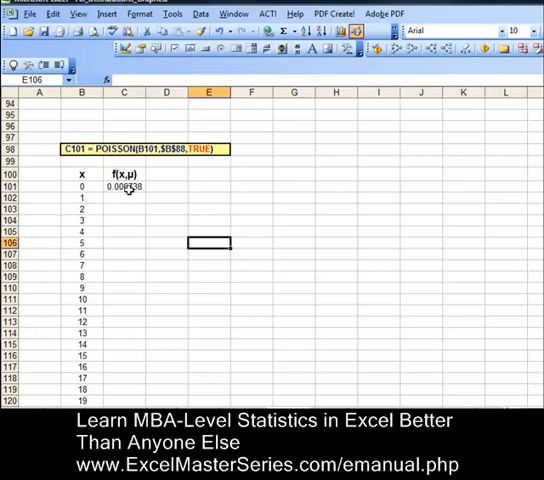 File Edit View Insert Format Tools Data Window ACT! PDF Create! Adobe PDF
Arial 10
E106 fx
A B C D E F G H I J K L
94
95
96
97
98 C101 = POISSON(B101,$B$88,TRUE)
99
100 x f(x,μ)
101 0 0.000738
102 1
103 2
104 3
105 4
106 5
107 6
108 7
109 8
110 9
111 10
112 11
113 12
114 13
115 14
116 15
117 16
118 17
119 18
120 19
Learn MBA-Level Statistics in Excel Better
Than Anyone Else
www.ExcelMasterSeries.com/emanual.php